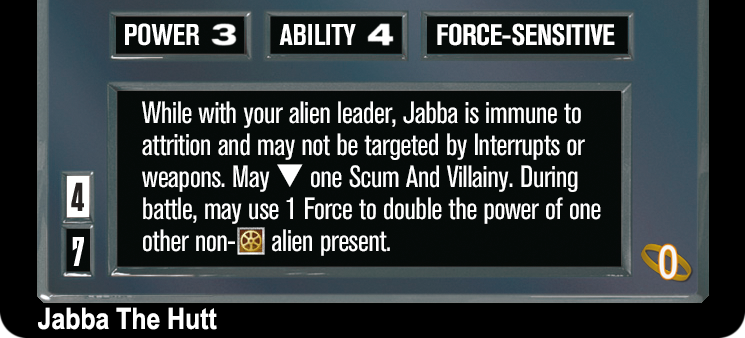 POWER 3 ABILITY 4 FORCE-SENSITIVE
While with your alien leader, Jabba is immune to
attrition and may not be targeted by Interrupts or
weapons. May ▼ one Scum And Villainy. During
battle, may use 1 Force to double the power of one
other non- alien present.
4
7
0
Jabba The Hutt